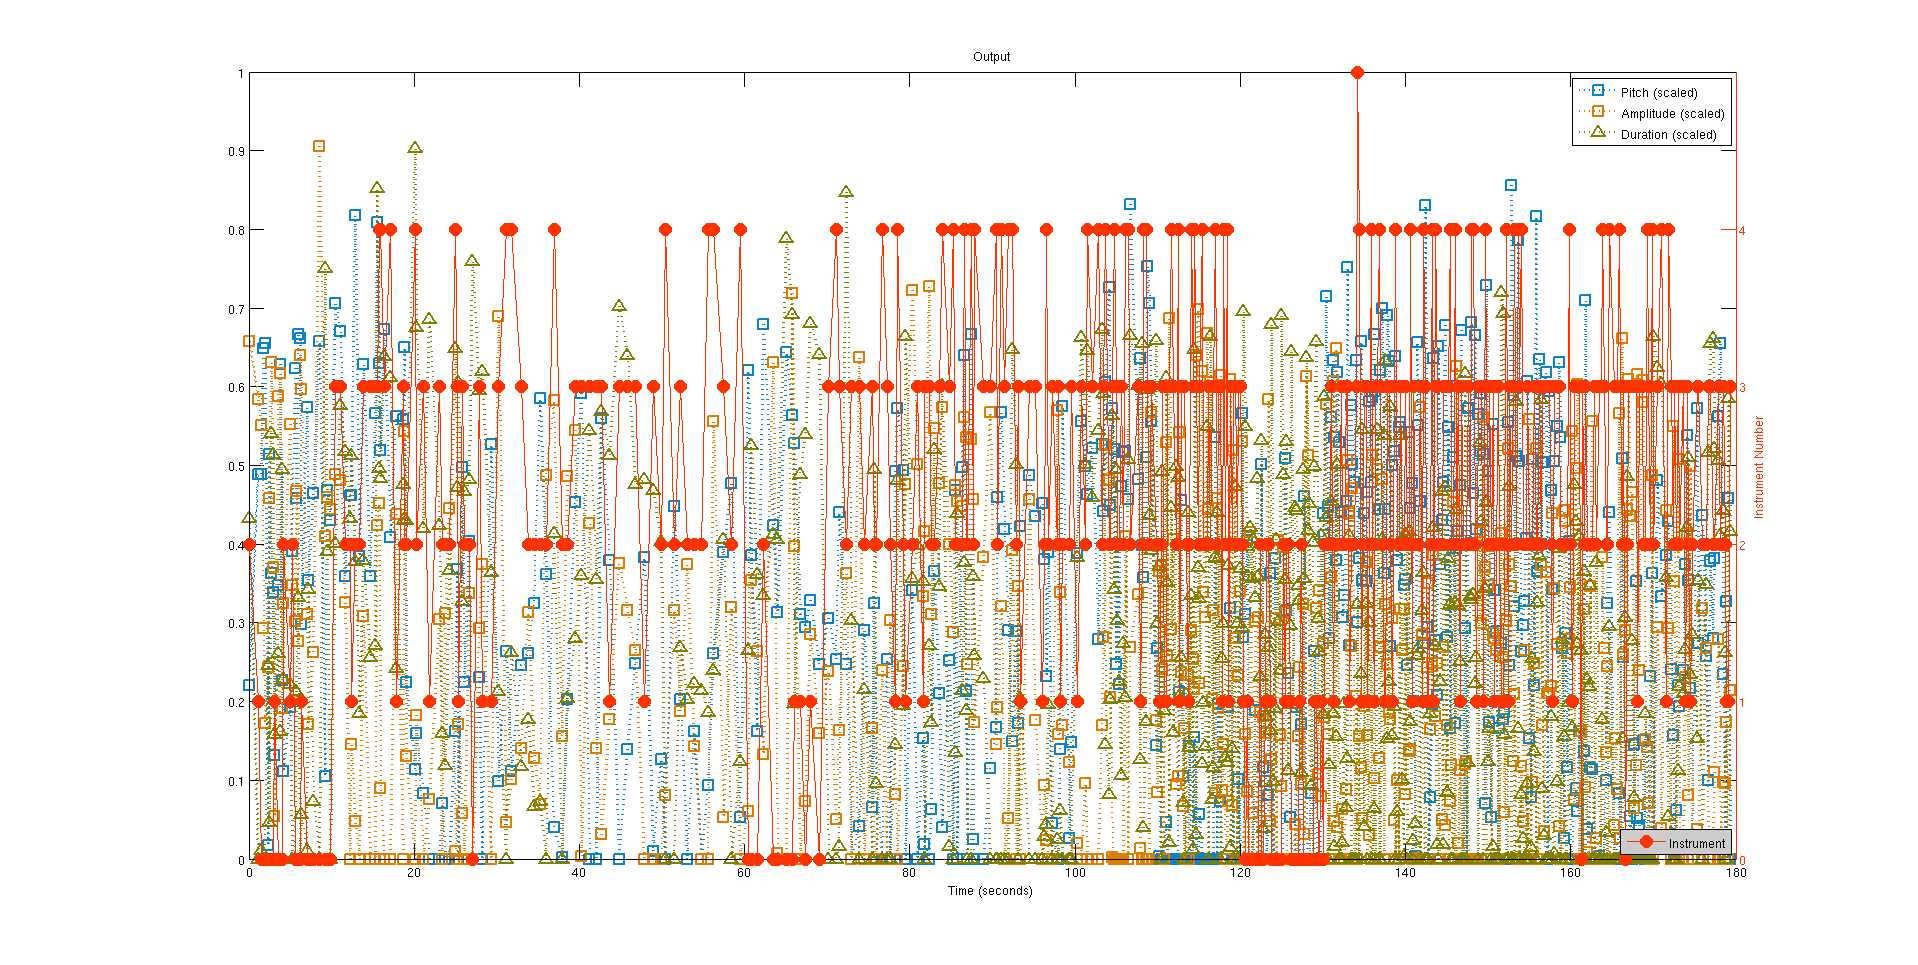 Output
1
0.9
0.8
0.7
0.6
0.5
0.4
0.3
0.2
0.1
0
Pitch (scaled)
Amplitude (scaled)
Duration (scaled)
4
3
2
1
0
Instrument Number
Instrument
0 20 40 60 80 100 120 140 160 180
Time (seconds)